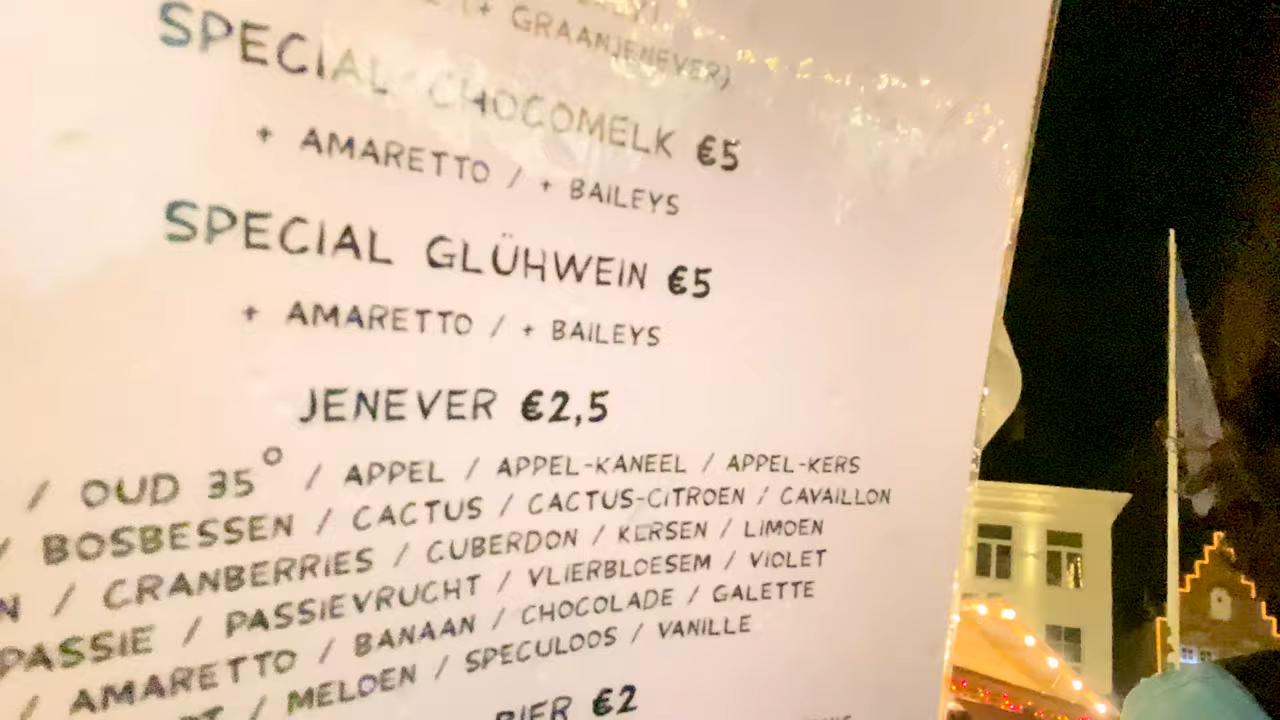 (+ GRAANJENEVER)
SPECIAL CHOCOMELK €5
+ AMARETTO / + BAILEYS
SPECIAL GLÜHWEIN €5
+ AMARETTO / + BAILEYS
JENEVER €2,5
/ OUD 35° / APPEL / APPEL-KANEEL / APPEL-KERS
/ BOSBESSEN / CACTUS / CACTUS-CITROEN / CAVAILLON
/ CRANBERRIES / CUBERDON / KERSEN / LIMOEN
PASSIE / PASSIEVRUCHT / VLIERBLOESEM / VIOLET
/ AMARETTO / BANAAN / CHOCOLADE / GALETTE
/ MELOEN / SPECULOOS / VANILLE
BIER €2